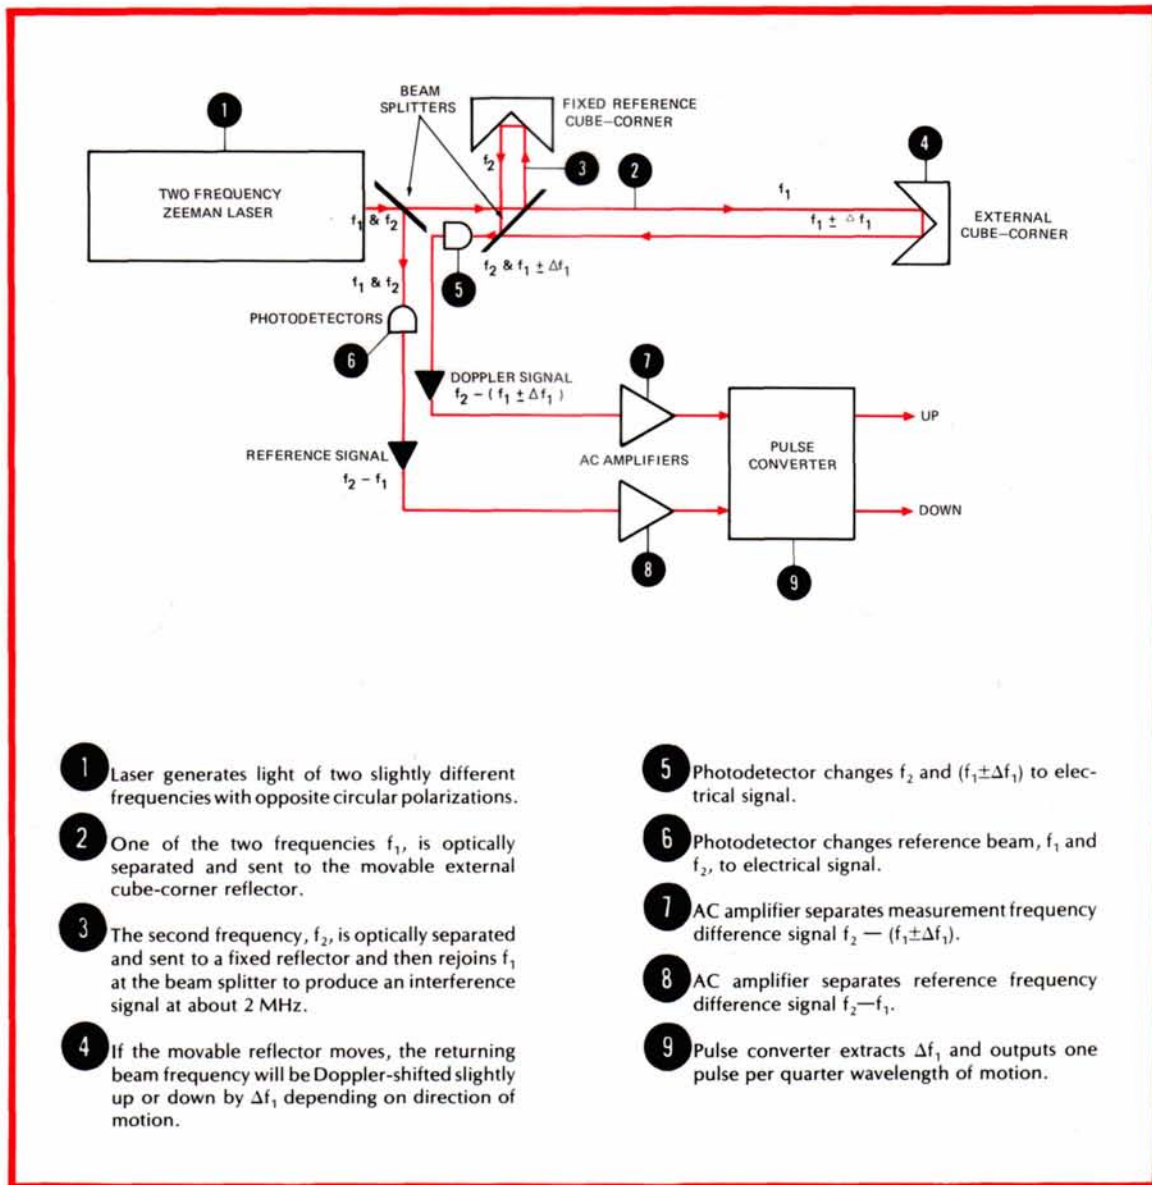 1
BEAM
SPLITTERS
FIXED REFERENCE
CUBE–CORNER
4
TWO FREQUENCY
ZEEMAN LASER
f₂
3
2
f₁
f₁ & f₂
f₁ ± Δf₁
EXTERNAL
CUBE–CORNER
f₂ & f₁ ± Δf₁
5
f₁ & f₂
PHOTODETECTORS
6
7
DOPPLER SIGNAL
f₂ – ( f₁ ± Δf₁ )
UP
REFERENCE SIGNAL
f₂ – f₁
AC AMPLIFIERS
PULSE
CONVERTER
DOWN
8
9
1 Laser generates light of two slightly different
frequencies with opposite circular polarizations.
2 One of the two frequencies f₁, is optically
separated and sent to the movable external
cube-corner reflector.
3 The second frequency, f₂, is optically separated
and sent to a fixed reflector and then rejoins f₁
at the beam splitter to produce an interference
signal at about 2 MHz.
4 If the movable reflector moves, the returning
beam frequency will be Doppler-shifted slightly
up or down by Δf₁ depending on direction of
motion.
5 Photodetector changes f₂ and (f₁±Δf₁) to elec-
trical signal.
6 Photodetector changes reference beam, f₁ and
f₂, to electrical signal.
7 AC amplifier separates measurement frequency
difference signal f₂ — (f₁±Δf₁).
8 AC amplifier separates reference frequency
difference signal f₂—f₁.
9 Pulse converter extracts Δf₁ and outputs one
pulse per quarter wavelength of motion.